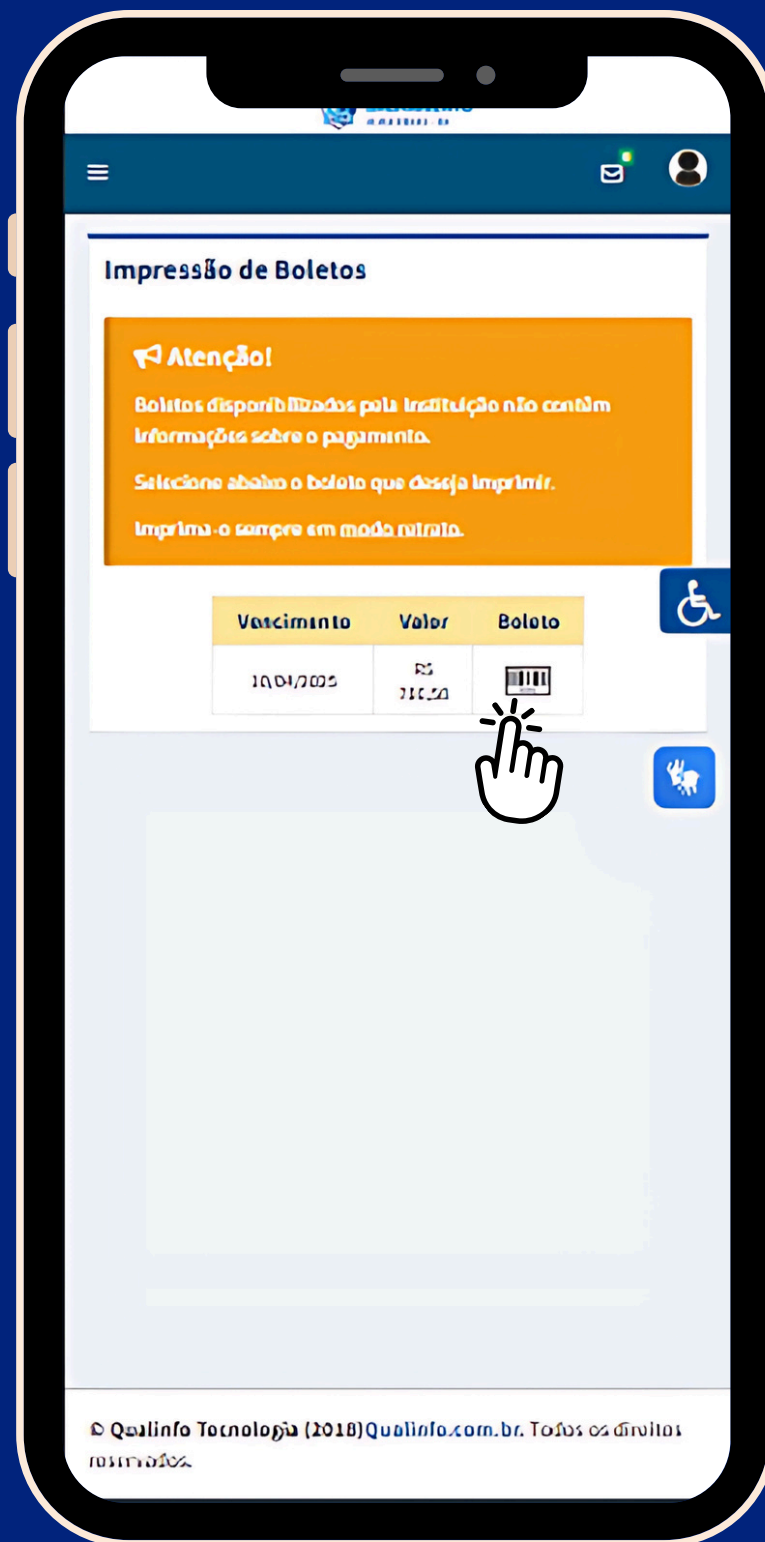 Impressão de Boletos
Atenção!
Boletos disponibilizados pela Instituição não contêm
informações sobre o pagamento.
Selecione abaixo o boleto que deseja imprimir.
Imprima-o sempre em modo retrato.
Vencimento Valor Boleto
R$
© Qualinfo Tecnologia (2018)Qualinfo.com.br. Todos os direitos
reservados.